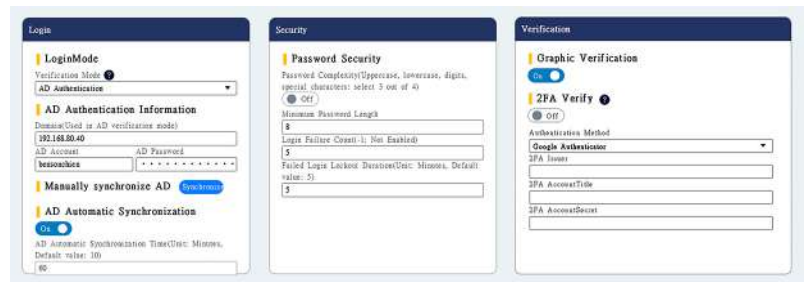 Login
LoginMode
Verification Mode ?
AD Authentication
AD Authentication Information
Domain(Used in AD verification mode)
192.168.80.40
AD Account AD Password
Manually synchronize AD Synchronize
AD Automatic Synchronization
On
AD Automatic Synchronization Time(Unit: Minutes,
Default value: 10)
60
Security
Password Security
Password Complexity(Uppercase, lowercase, digits,
special characters: select 3 out of 4)
Off
Minimum Password Length
8
Login Failure Count(-1: Not Enabled)
5
Failed Login Lockout Duration(Unit: Minutes, Default
value: 5)
5
Verification
Graphic Verification
On
2FA Verify ?
Off
Authentication Method
Google Authenticator
2FA Issuer
2FA AccountTitle
2FA AccountSecret